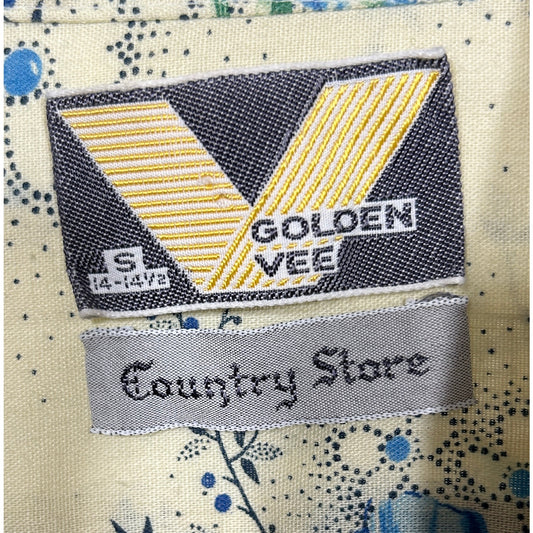 GOLDEN
VEE
S
14-14½
Country Store